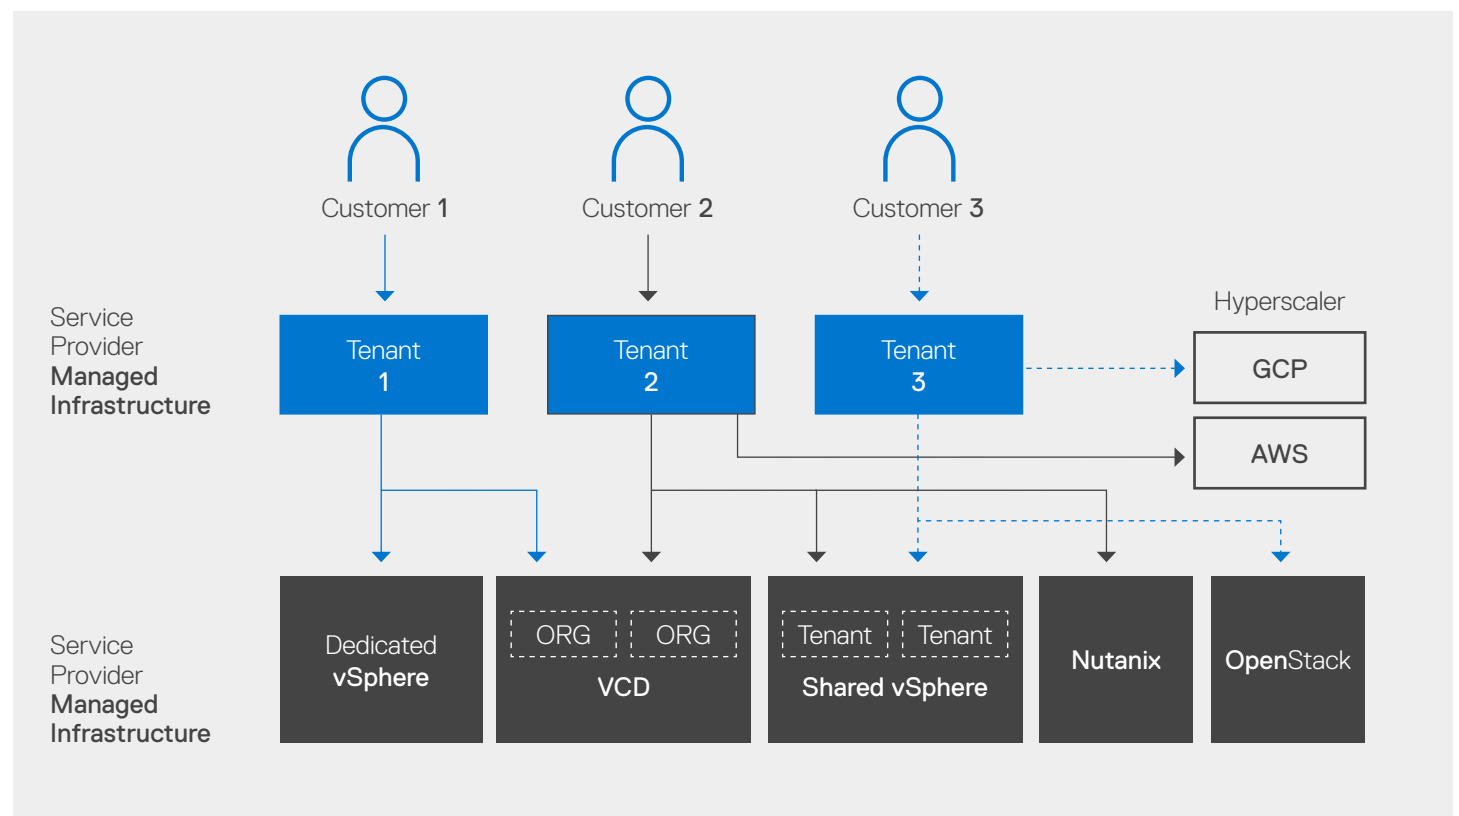 Customer 1
Customer 2
Customer 3
Service
Provider
Managed
Infrastructure
Tenant
1
Tenant
2
Tenant
3
Hyperscaler
GCP
AWS
Service
Provider
Managed
Infrastructure
Dedicated
vSphere
ORG
ORG
VCD
Tenant
Tenant
Shared vSphere
Nutanix
OpenStack